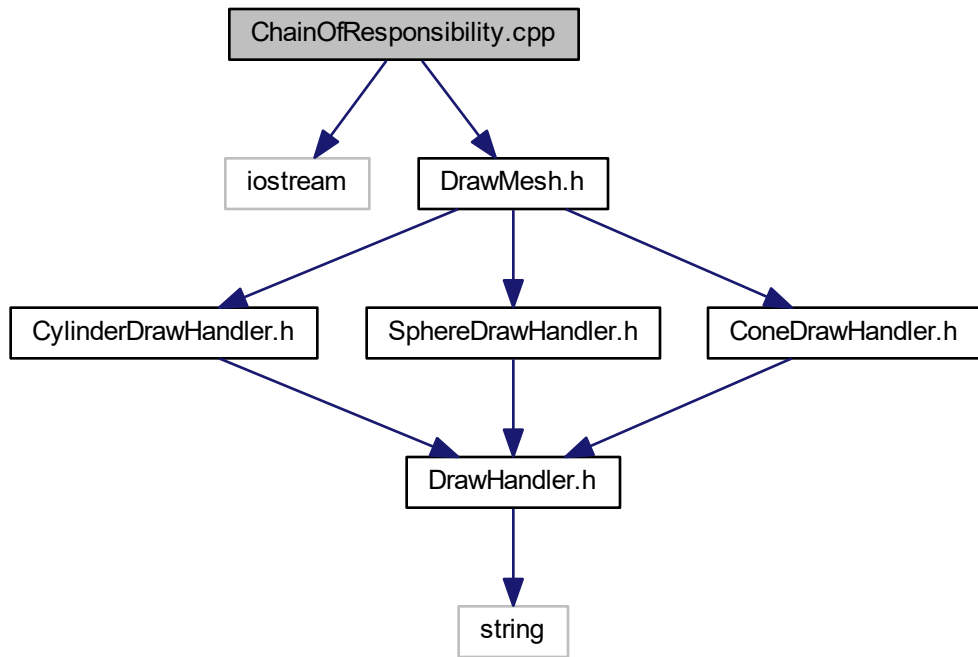 ChainOfResponsibility.cpp
iostream
DrawMesh.h
CylinderDrawHandler.h
SphereDrawHandler.h
ConeDrawHandler.h
DrawHandler.h
string